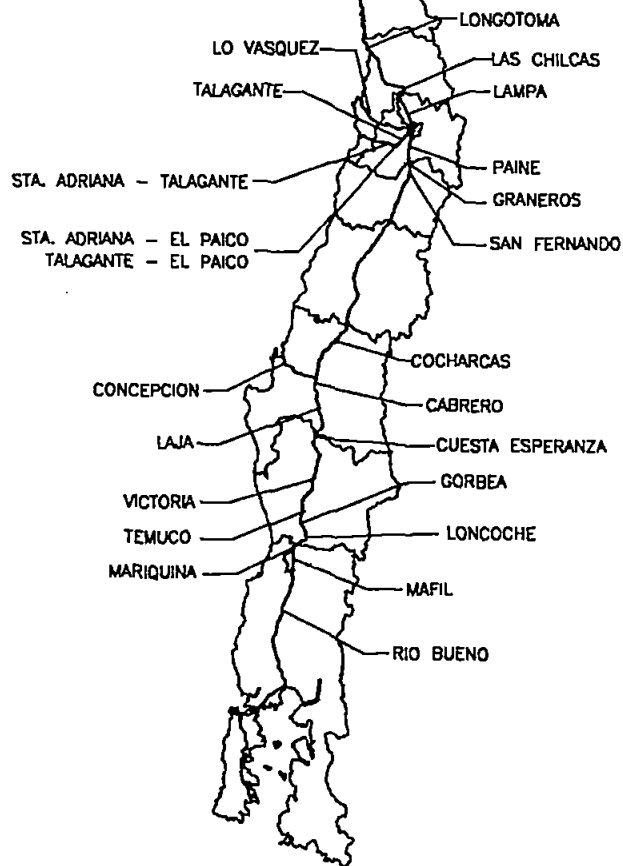 LONGOTOMA
LO VASQUEZ
LAS CHILCAS
TALAGANTE
LAMPA
PAINE
STA. ADRIANA – TALAGANTE
GRANEROS
STA. ADRIANA – EL PAICO
TALAGANTE – EL PAICO
SAN FERNANDO
COCHARCAS
CONCEPCION
CABRERO
LAJA
CUESTA ESPERANZA
GORBEA
VICTORIA
TEMUCO
LONCOCHE
MARIQUINA
MAFIL
RIO BUENO